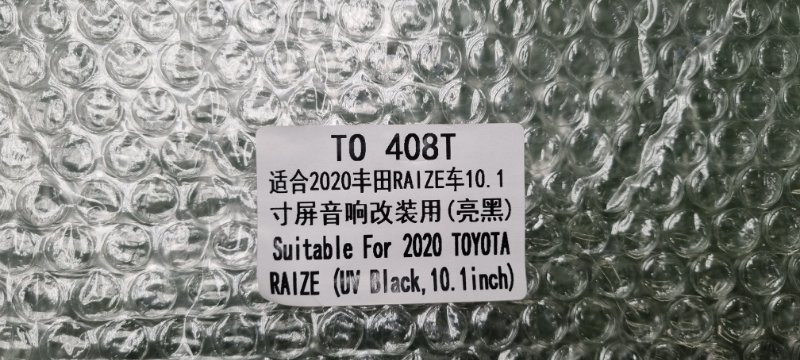 TO 408T
适合2020丰田RAIZE车10.1
寸屏音响改装用(亮黑)
Suitable For 2020 TOYOTA
RAIZE (UV Black,10.1inch)